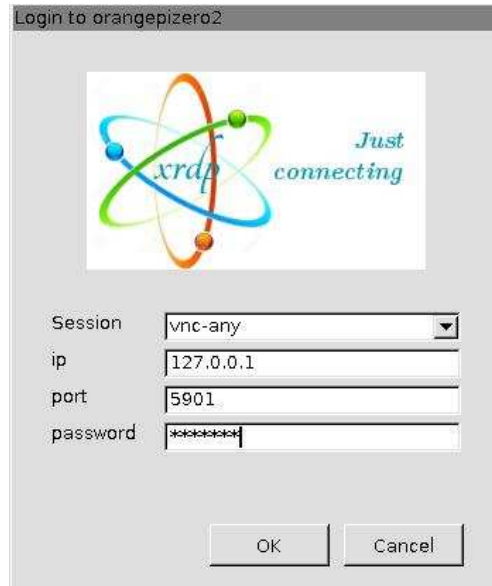 Login to orangepizero2
xrdp
Just
connecting
Session vnc-any
ip 127.0.0.1
port 5901
password *******
OK Cancel